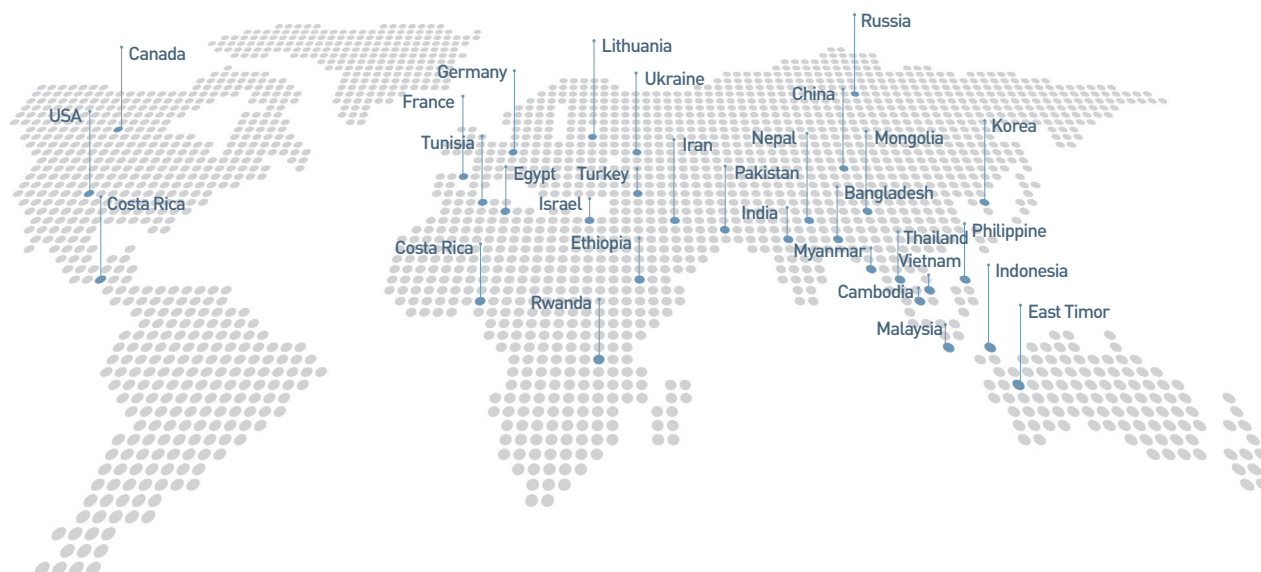 Russia
Canada
Lithuania
Germany
Ukraine
China
France
USA
Korea
Tunisia
Iran
Nepal
Mongolia
Egypt
Turkey
Pakistan
Bangladesh
Costa Rica
Israel
India
Costa Rica
Ethiopia
Thailand
Philippine
Myanmar
Vietnam
Indonesia
Cambodia
Rwanda
East Timor
Malaysia